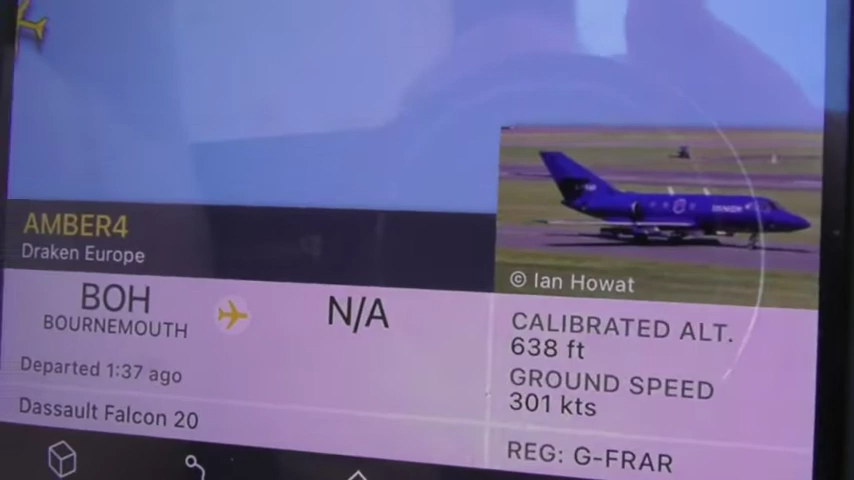 AMBER4
Draken Europe
© Ian Howat
BOH
BOURNEMOUTH
N/A
Departed 1:37 ago
Dassault Falcon 20
CALIBRATED ALT.
638 ft
GROUND SPEED
301 kts
REG: G-FRAR